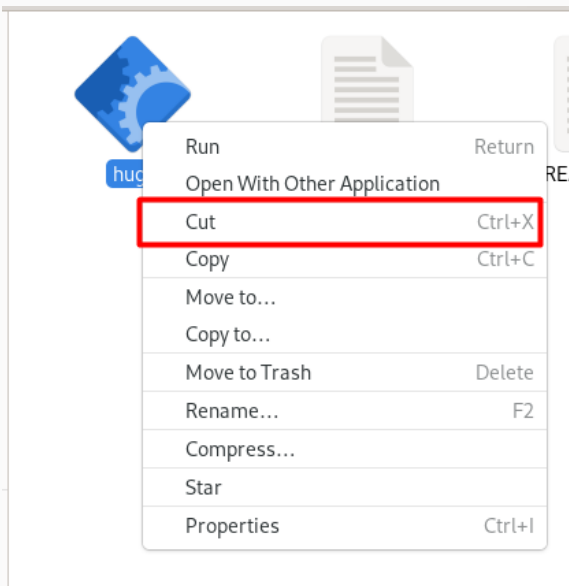 Run Return
hug
Open With Other Application
RE
Cut Ctrl+X
Copy Ctrl+C
Move to...
Copy to...
Move to Trash Delete
Rename... F2
Compress...
Star
Properties Ctrl+I